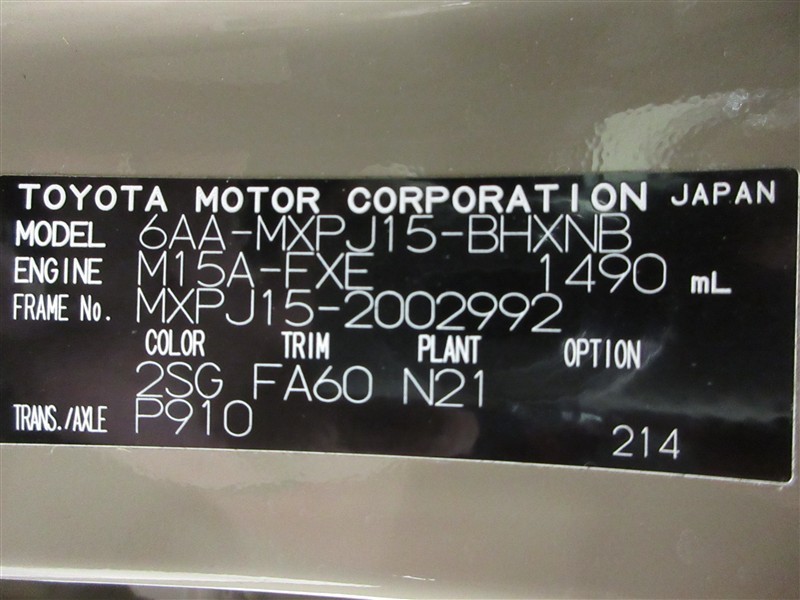 TOYOTA MOTOR CORPORATION JAPAN
MODEL 6AA-MXPJ15-BHXNB
ENGINE M15A-FXE 1490 mL
FRAME No. MXPJ15-2002992
COLOR TRIM PLANT OPTION
2SG FA60 N21
TRANS./AXLE P910
214